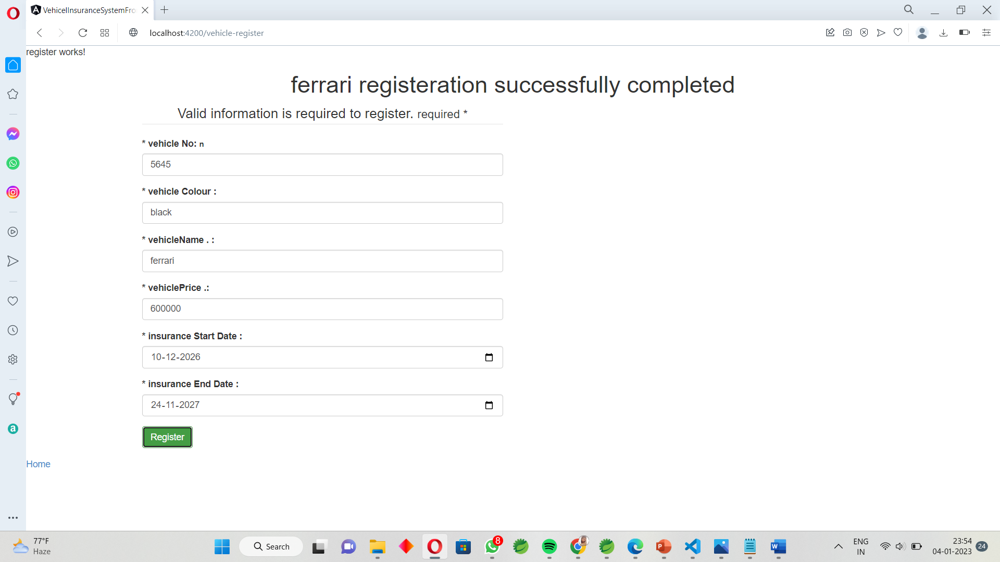 VehicelInsuranceSystemFro
localhost:4200/vehicle-register
register works!
ferrari registeration successfully completed
Valid information is required to register. required *
* vehicle No: n
5645
* vehicle Colour :
black
* vehicleName . :
ferrari
* vehiclePrice .:
600000
* insurance Start Date :
10-12-2026
* insurance End Date :
24-11-2027
Register
Home
77°F
Haze
Search
8
P
W
ENG
IN
23:54
04-01-2023
24